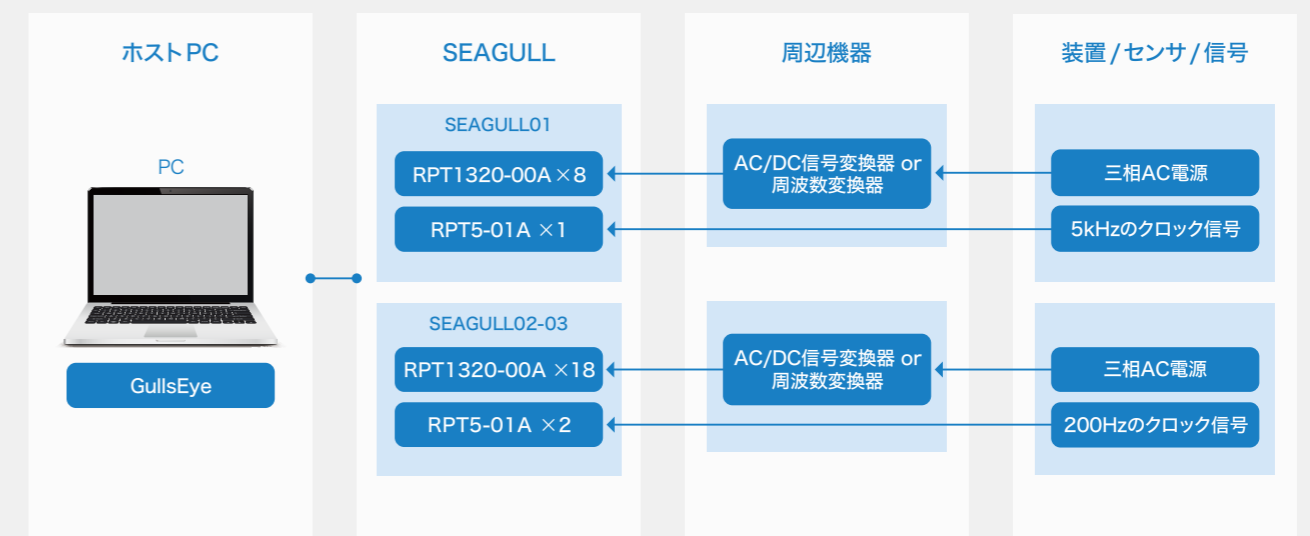 ホストPC
PC
GullsEye
SEAGULL
SEAGULL01
RPT1320-00A×8
RPT5-01A ×1
SEAGULL02-03
RPT1320-00A ×18
RPT5-01A ×2
周辺機器
AC/DC信号変換器 or
周波数変換器
AC/DC信号変換器 or
周波数変換器
装置/センサ/信号
三相AC電源
5kHzのクロック信号
三相AC電源
200Hzのクロック信号